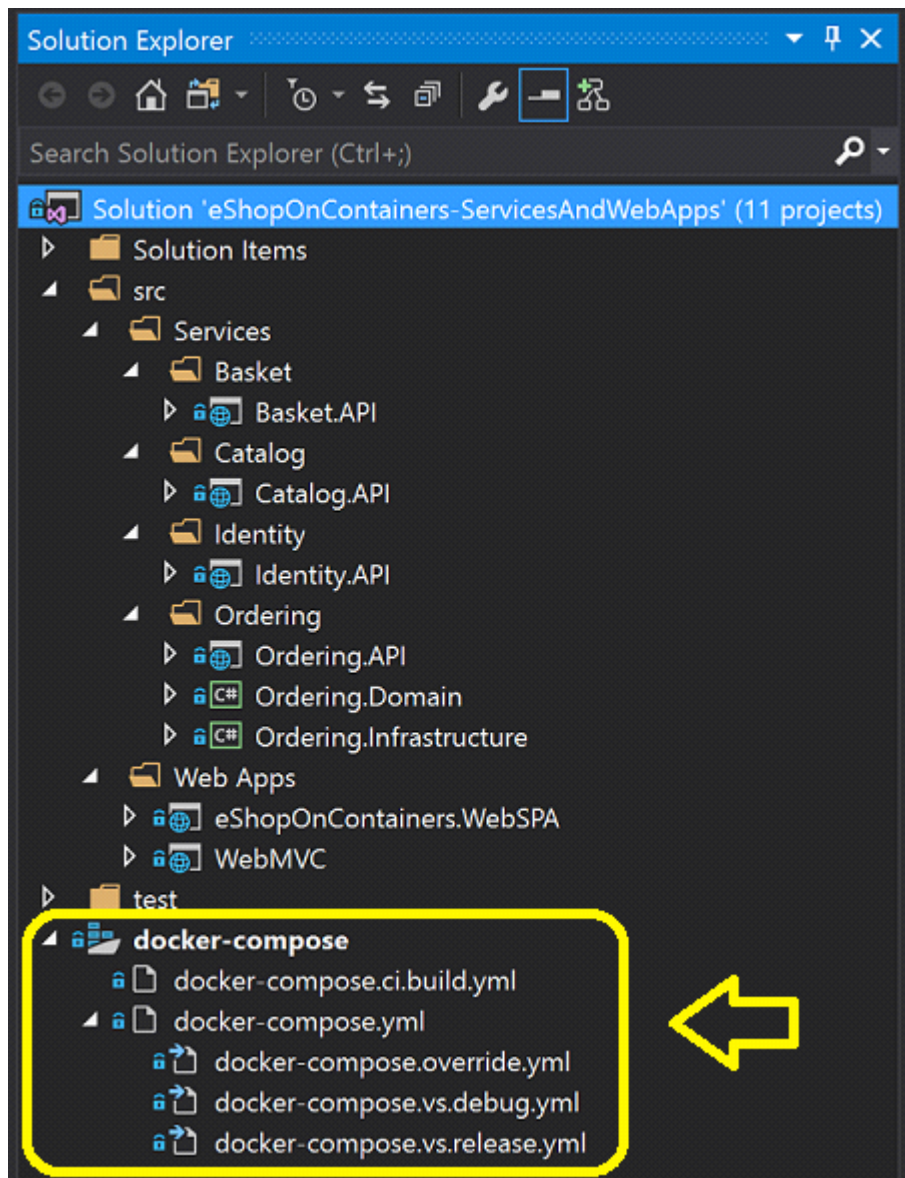 Solution Explorer
Search Solution Explorer (Ctrl+;)
Solution 'eShopOnContainers-ServicesAndWebApps' (11 projects)
Solution Items
src
Services
Basket
Basket.API
Catalog
Catalog.API
Identity
Identity.API
Ordering
Ordering.API
C# Ordering.Domain
C# Ordering.Infrastructure
Web Apps
eShopOnContainers.WebSPA
WebMVC
test
docker-compose
docker-compose.ci.build.yml
docker-compose.yml
docker-compose.override.yml
docker-compose.vs.debug.yml
docker-compose.vs.release.yml